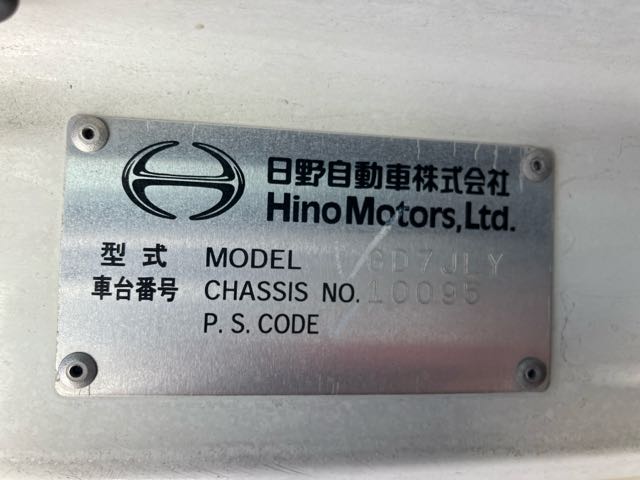 日野自動車株式会社
Hino Motors, Ltd.
型式 MODEL GD7JLY
車台番号 CHASSIS NO. 10095
P. S. CODE